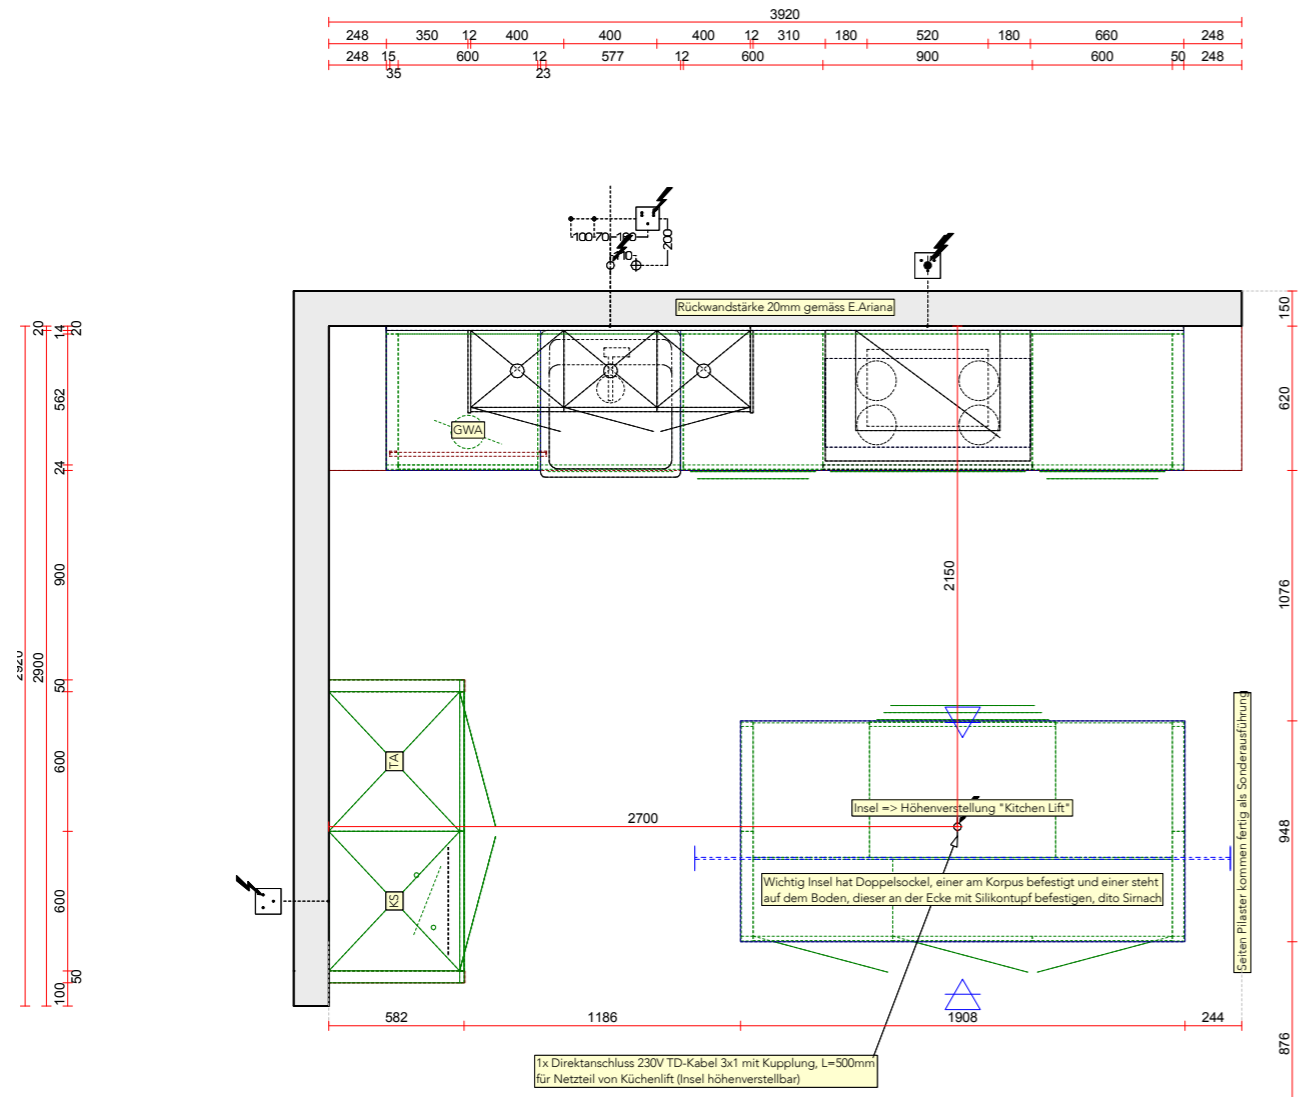 3920
248 350 12 400 400 400 12 310 180 520 180 660 248
248 15 600 12 577 12 600 900 600 50 248
35 23
100 70 160
110
200
Rückwandstärke 20mm gemäss E.Ariana
20 14 20
562
24
900
2920
2900
50
600
600
50
100
150
620
1076
948
876
GWA
2150
TA
KS
2700
Insel => Höhenverstellung "Kitchen Lift"
Wichtig Insel hat Doppelsockel, einer am Korpus befestigt und einer steht
auf dem Boden, dieser an der Ecke mit Silikontupf befestigen, dito Sirnach
Seiten Pilaster kommen fertig als Sonderausführung
582 1186 1908 244
1x Direktanschluss 230V TD-Kabel 3x1 mit Kupplung, L=500mm
für Netzteil von Küchenlift (Insel höhenverstellbar)